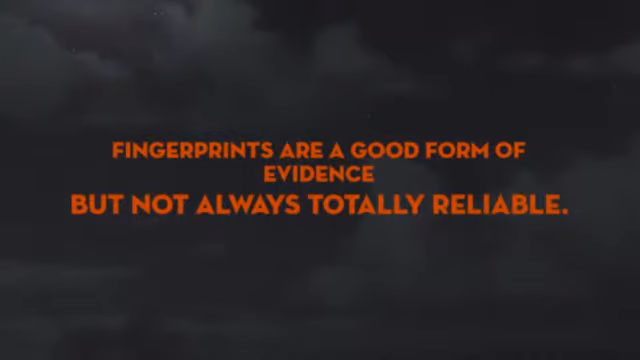 FINGERPRINTS ARE A GOOD FORM OF
EVIDENCE
BUT NOT ALWAYS TOTALLY RELIABLE.